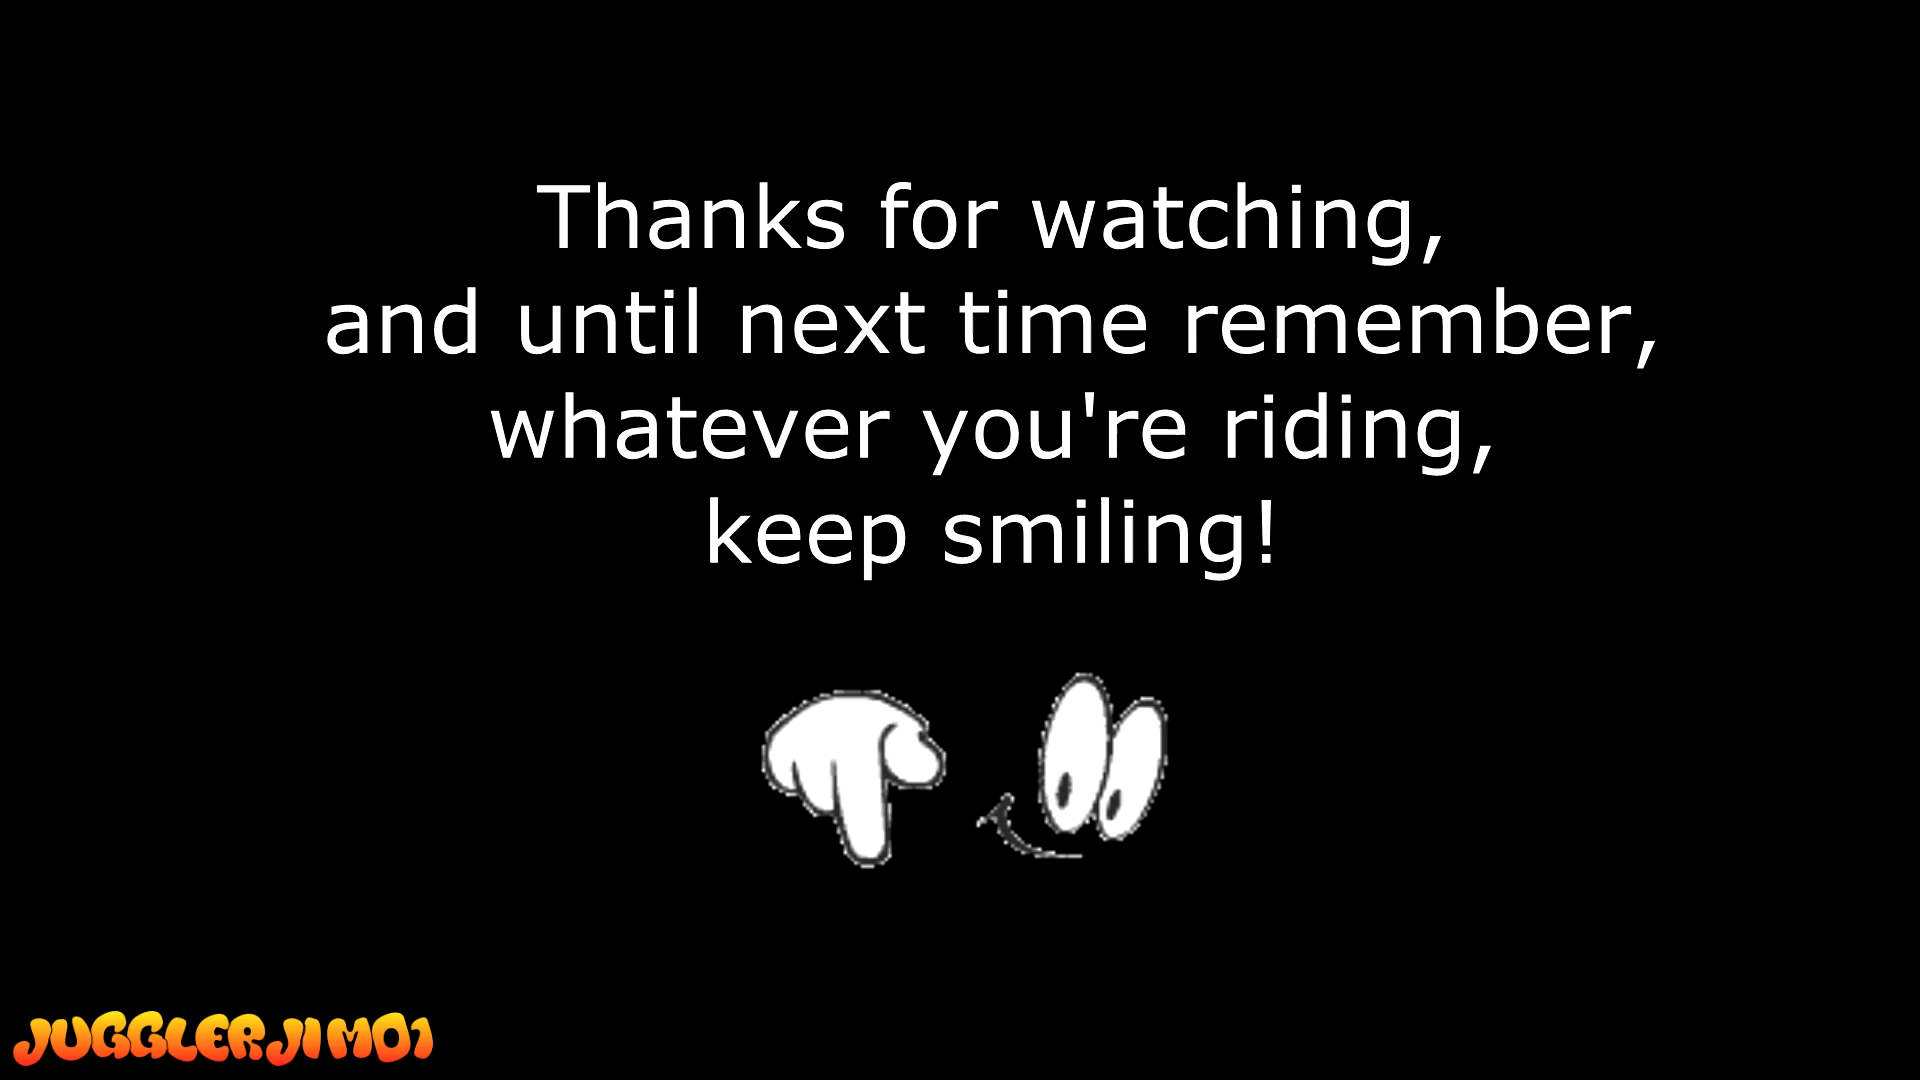 Thanks for watching,
and until next time remember,
whatever you're riding,
keep smiling!
JUGGLERJIM01